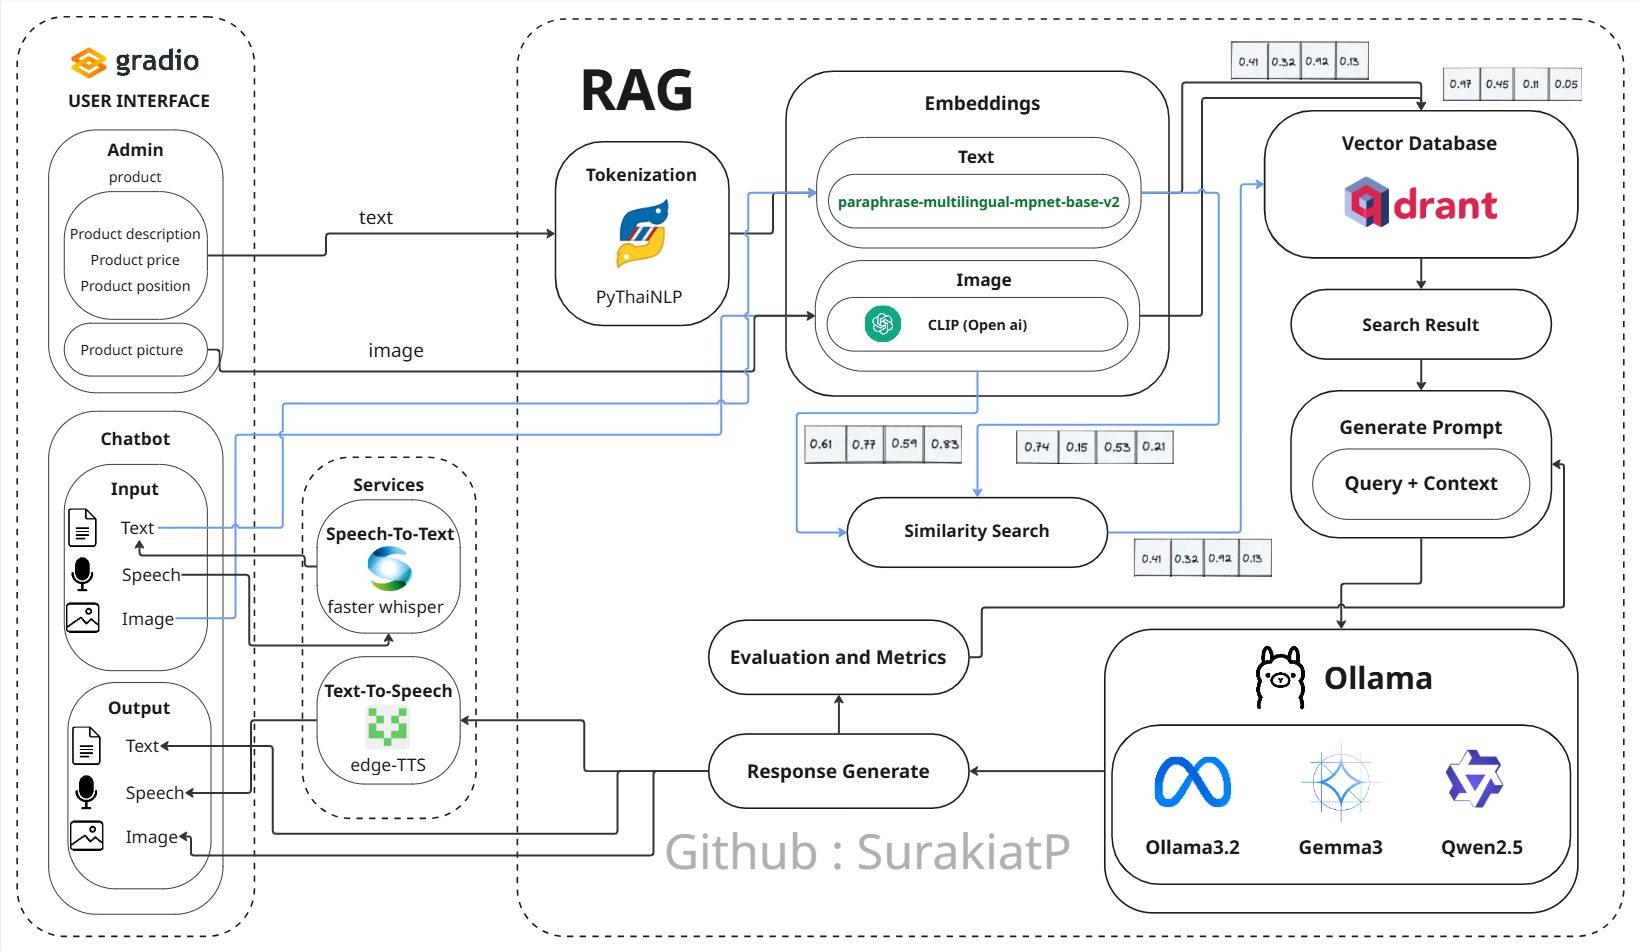 gradio
USER INTERFACE
Admin
product
Product description
Product price
Product position
Product picture
Chatbot
Input
Text
Speech
Image
Output
Text
Speech
Image
text
image
Services
Speech-To-Text
faster whisper
Text-To-Speech
edge-TTS
RAG
Tokenization
PyThaiNLP
Embeddings
Text
paraphrase-multilingual-mpnet-base-v2
Image
CLIP (Open ai)
0.41 0.32 0.92 0.13
0.97 0.45 0.11 0.05
Vector Database
qdrant
Search Result
Generate Prompt
Query + Context
0.61 0.77 0.59 0.83
0.74 0.15 0.53 0.21
Similarity Search
0.41 0.32 0.92 0.13
Evaluation and Metrics
Response Generate
Ollama
Ollama3.2
Gemma3
Qwen2.5
Github : SurakiatP